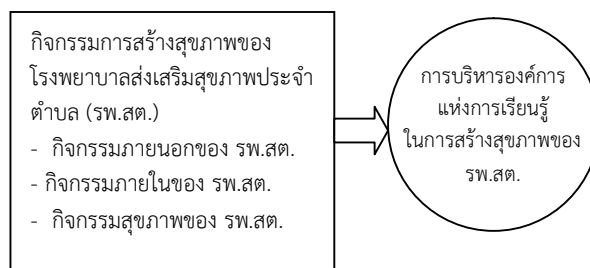 กิจกรรมการสร้างสุขภาพของ
โรงพยาบาลส่งเสริมสุขภาพประจำ
ตำบล (รพ.สต.)
- กิจกรรมภายนอกของ รพ.สต.
- กิจกรรมภายในของ รพ.สต.
- กิจกรรมสุขภาพของ รพ.สต.
การบริหารองค์การ
แห่งการเรียนรู้
ในการสร้างสุขภาพของ
รพ.สต.